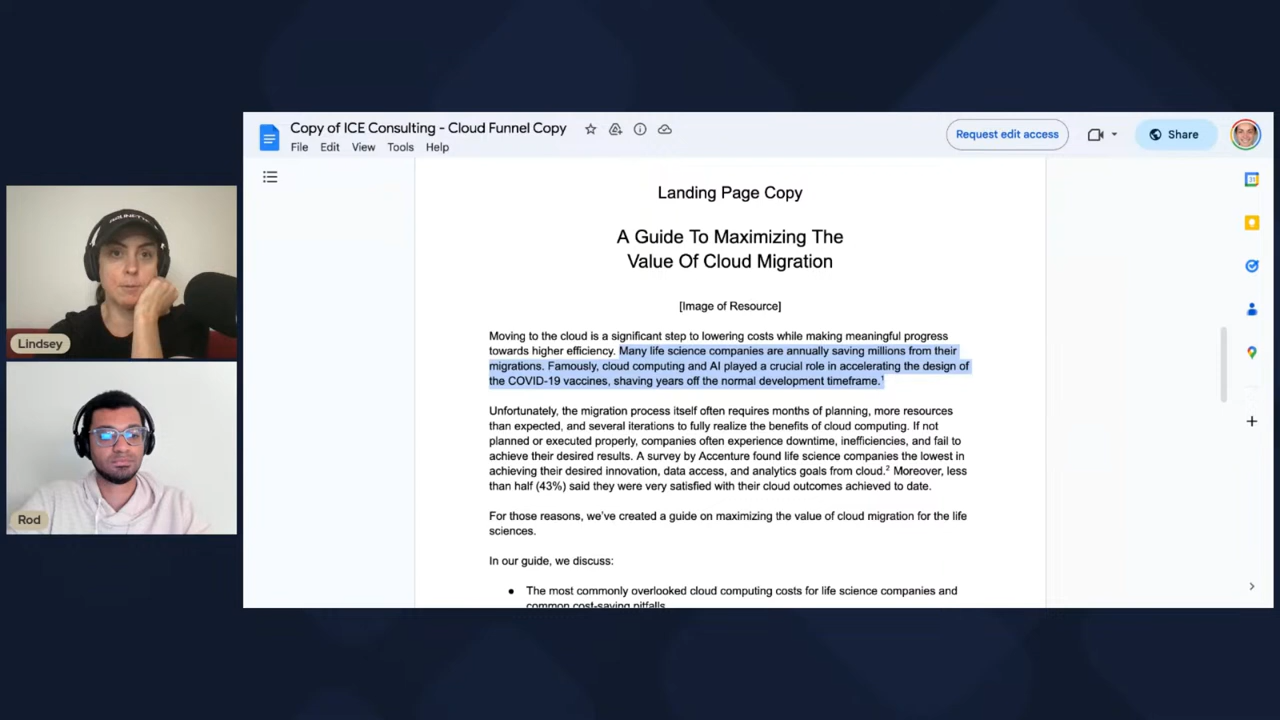 Copy of ICE Consulting - Cloud Funnel Copy
File Edit View Tools Help
Request edit access
Share
Landing Page Copy
A Guide To Maximizing The
Value Of Cloud Migration
[Image of Resource]
Moving to the cloud is a significant step to lowering costs while making meaningful progress
towards higher efficiency. Many life science companies are annually saving millions from their
migrations. Famously, cloud computing and AI played a crucial role in accelerating the design of
the COVID-19 vaccines, shaving years off the normal development timeframe.¹
Unfortunately, the migration process itself often requires months of planning, more resources
than expected, and several iterations to fully realize the benefits of cloud computing. If not
planned or executed properly, companies often experience downtime, inefficiencies, and fail to
achieve their desired results. A survey by Accenture found life science companies the lowest in
achieving their desired innovation, data access, and analytics goals from cloud.² Moreover, less
than half (43%) said they were very satisfied with their cloud outcomes achieved to date.
For those reasons, we've created a guide on maximizing the value of cloud migration for the life
sciences.
In our guide, we discuss:
● The most commonly overlooked cloud computing costs for life science companies and
common cost-saving pitfalls
Lindsey
Rod